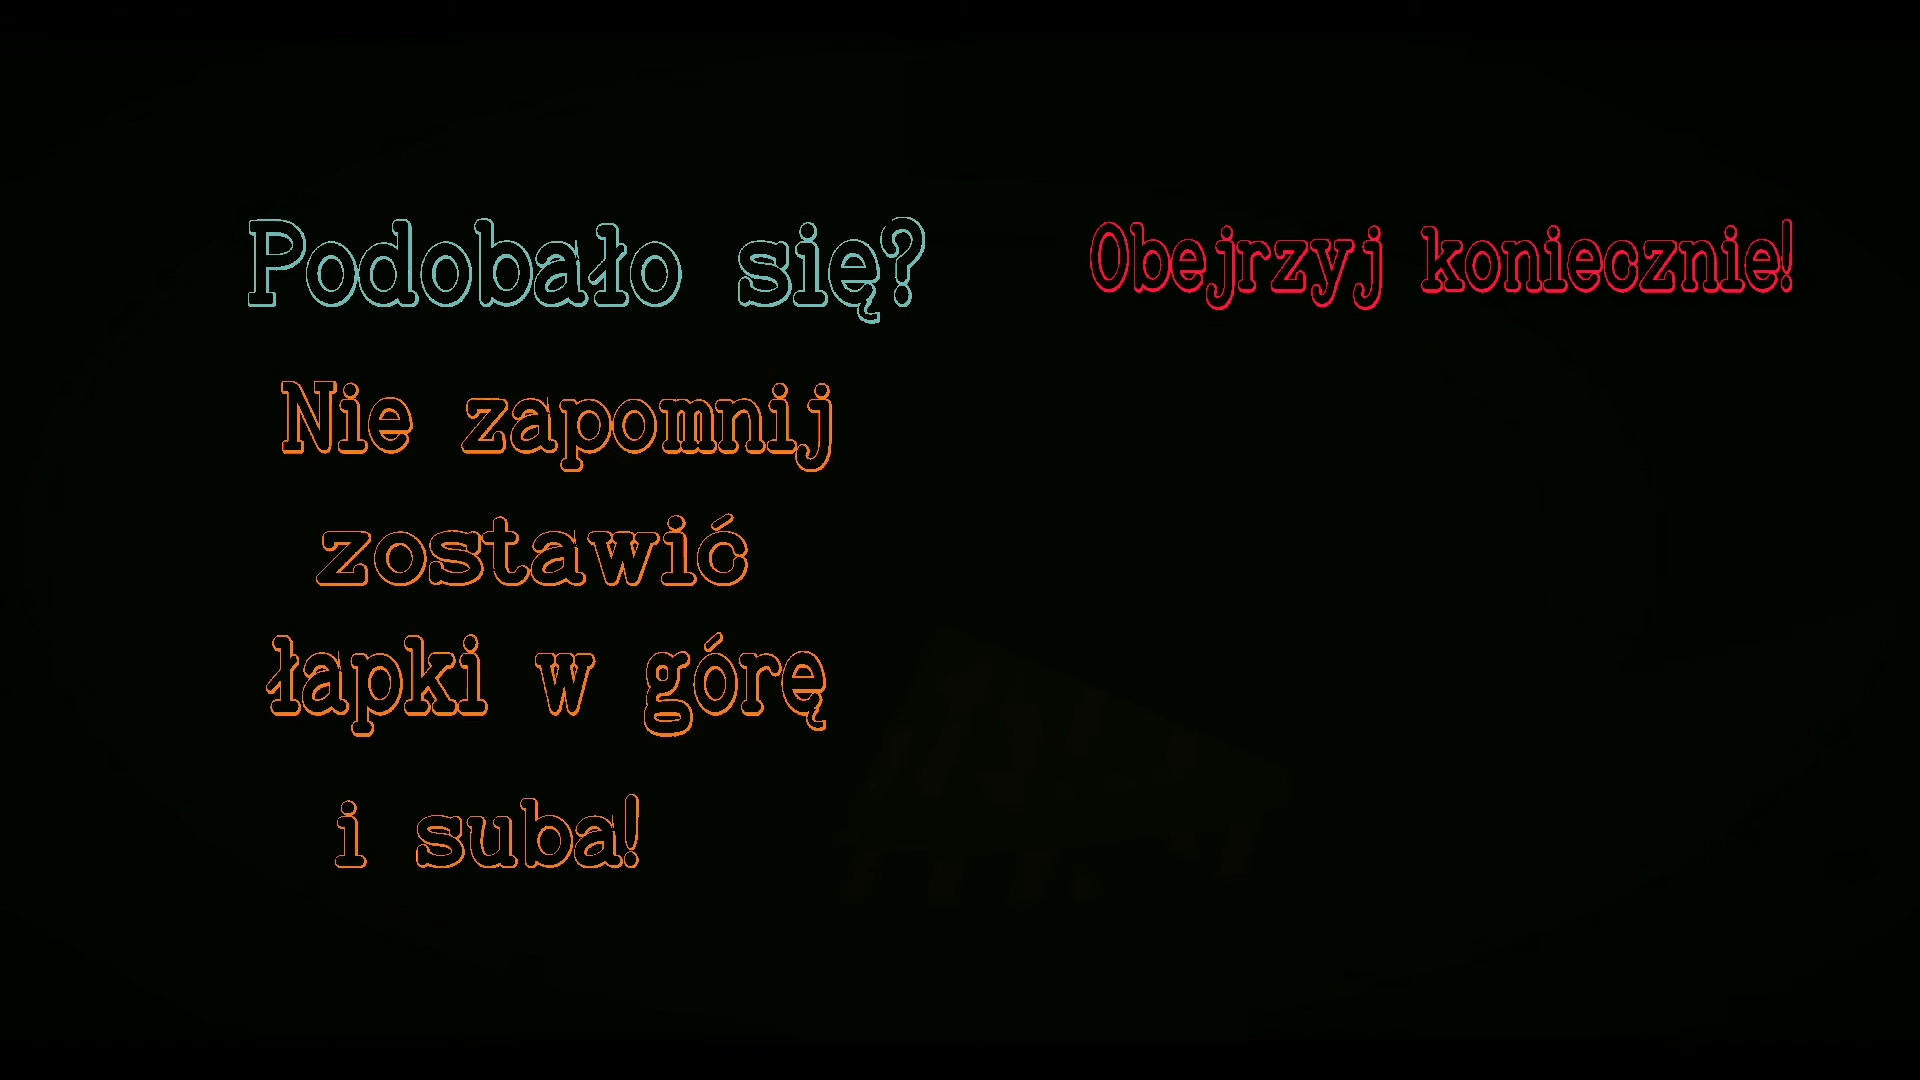 Podobało się?
Nie zapomnij
zostawić
łapki w górę
i suba!
Obejrzyj koniecznie!